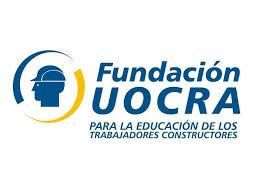 Fundación
UOCRA
PARA LA EDUCACIÓN DE LOS
TRABAJADORES CONSTRUCTORES